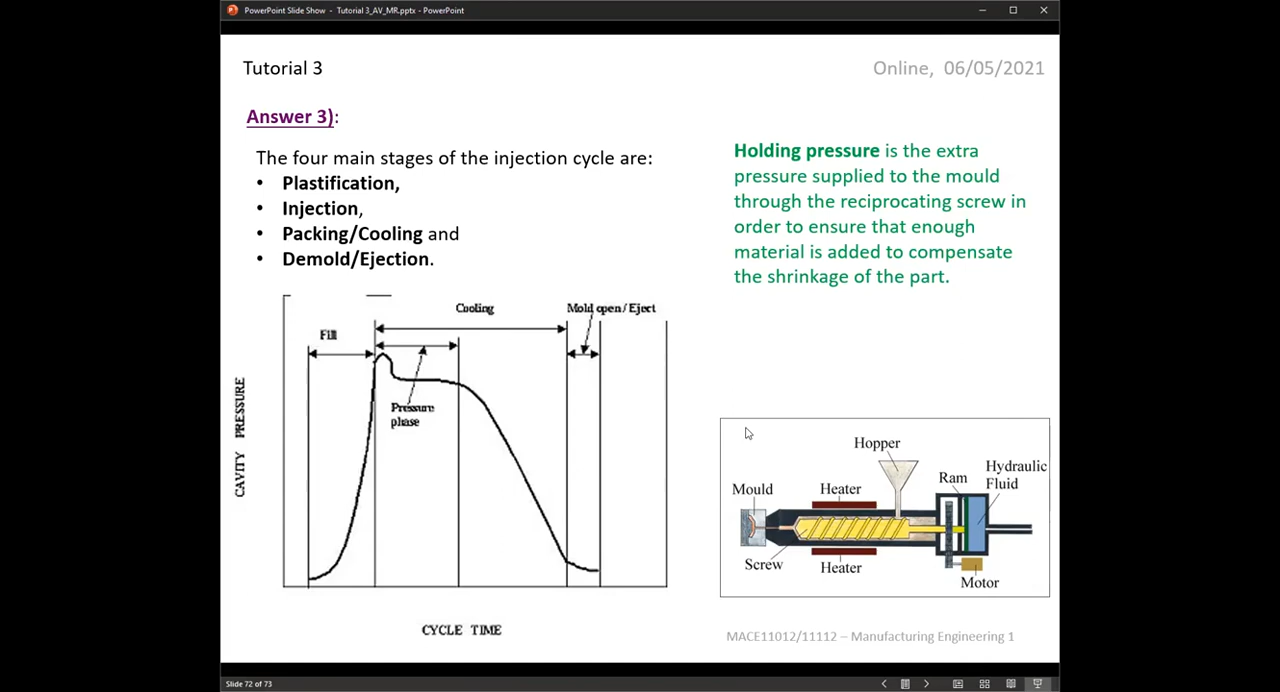 PowerPoint Slide Show - Tutorial 3_AV_MR.pptx - PowerPoint
Tutorial 3
Online, 06/05/2021
Answer 3):
The four main stages of the injection cycle are:
• Plastification,
• Injection,
• Packing/Cooling and
• Demold/Ejection.
Holding pressure is the extra
pressure supplied to the mould
through the reciprocating screw in
order to ensure that enough
material is added to compensate
the shrinkage of the part.
Cooling
Mold open / Eject
Fill
Pressure
phase
CAVITY PRESSURE
CYCLE TIME
Hopper
Hydraulic
Fluid
Ram
Mould
Heater
Screw
Heater
Motor
MACE11012/11112 – Manufacturing Engineering 1
Slide 72 of 73